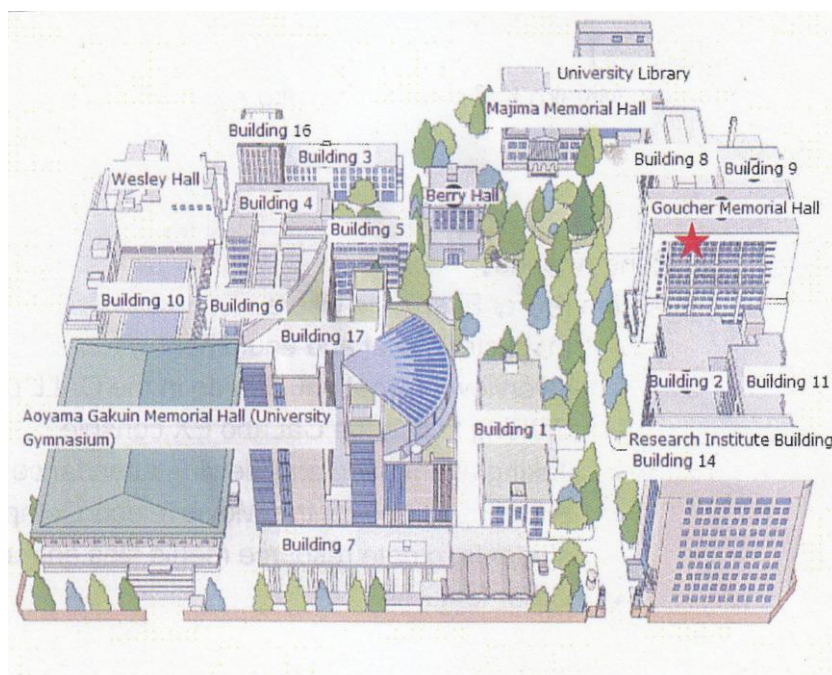 University Library
Majima Memorial Hall
Building 16
Building 3
Building 8
Building 9
Wesley Hall
Building 4
Berry Hall
Goucher Memorial Hall
Building 5
Building 10
Building 6
Building 17
Building 2
Building 11
Aoyama Gakuin Memorial Hall (University
Gymnasium)
Building 1
Research Institute Building
Building 14
Building 7